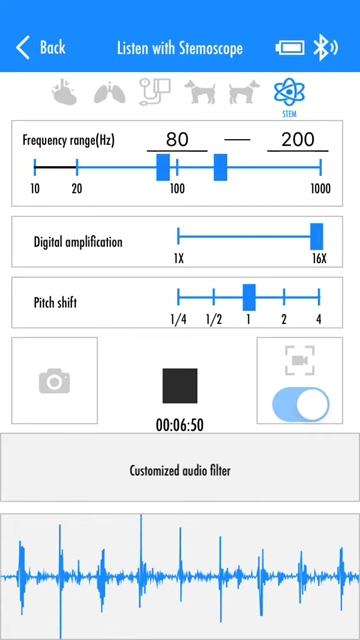 Back
Listen with Stemoscope
STEM
Frequency range(Hz)
80
200
10 20 100 1000
Digital amplification
1X 16X
Pitch shift
1/4 1/2 1 2 4
00:06:50
Customized audio filter